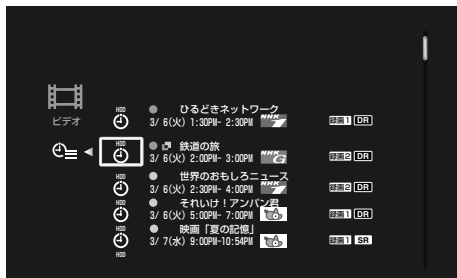 ビデオ
HDD
ひるどきネットワーク
3/ 6(火) 1:30PM- 2:30PM NHK 録画1 DR
HDD
鉄道の旅
3/ 6(火) 2:00PM- 3:00PM NHK G 録画2 DR
HDD
世界のおもしろニュース
3/ 6(火) 2:30PM- 4:00PM NHK 録画2 DR
HDD
それいけ!アンパン君
3/ 6(火) 5:00PM- 7:00PM 録画1 DR
HDD
映画「夏の記憶」
3/ 7(水) 9:00PM-10:54PM 録画1 SR
HDD